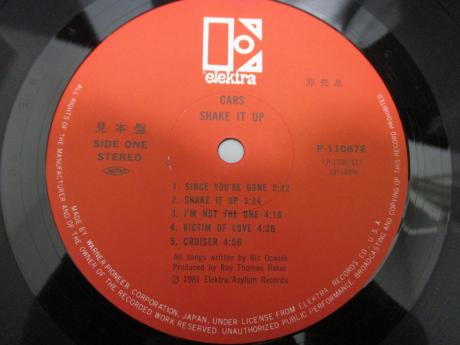 elektra
CARS
SHAKE IT UP
見本盤
SIDE ONE
STEREO
非売品
P-11087E
(P-11087E1)
33⅓RPM
1. SINCE YOU'RE GONE 3:32
2. SHAKE IT UP 3:34
3. I'M NOT THE ONE 4:18
4. VICTIM OF LOVE 4:26
5. CRUISER 4:56
All songs written by Ric Ocasek
Produced by Roy Thomas Baker
Ⓟ 1981 Elektra/Asylum Records
ALL RIGHTS OF THE MANUFACTURER AND OF THE OWNER OF THE RECORDED WORK RESERVED. UNAUTHORIZED PUBLIC PERFORMANCE, BROADCASTING AND COPYING OF THIS RECORD PROHIBITED
MADE BY WARNER-PIONEER CORPORATION, JAPAN, UNDER LICENSE FROM ELEKTRA RECORDS CO., U.S.A.